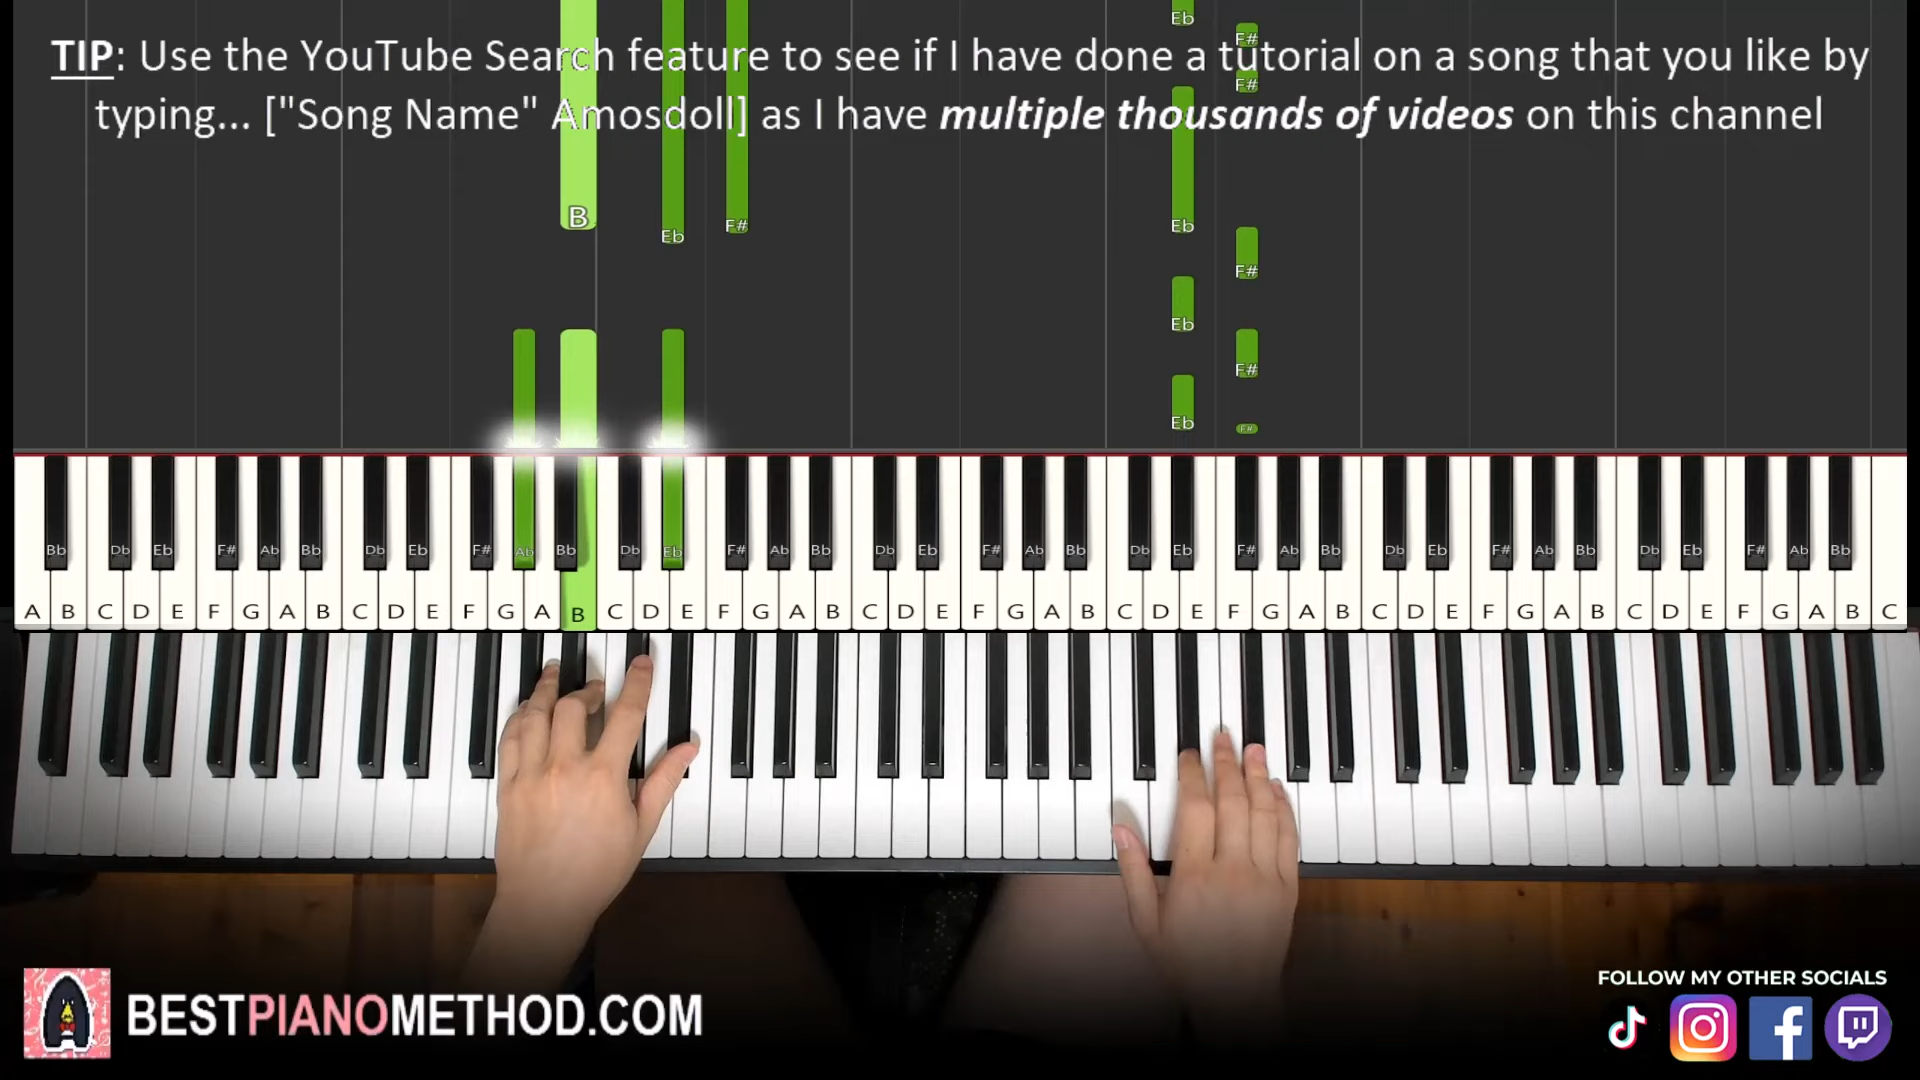 Eb
F#
TIP: Use the YouTube Search feature to see if I have done a tutorial on a song that you like by
F#
typing... ["Song Name" Amosdoll] as I have multiple thousands of videos on this channel
B Eb F# Eb
F#
Eb
F#
Eb F#
Bb Db Eb F# Ab Bb Db Eb F# Ab Bb Db Eb F# Ab Bb Db Eb F# Ab Bb Db Eb F# Ab Bb Db Eb F# Ab Bb Db Eb F# Ab Bb
A B C D E F G A B C D E F G A B C D E F G A B C D E F G A B C D E F G A B C D E F G A B C D E F G A B C
FOLLOW MY OTHER SOCIALS
BESTPIANOMETHOD.COM